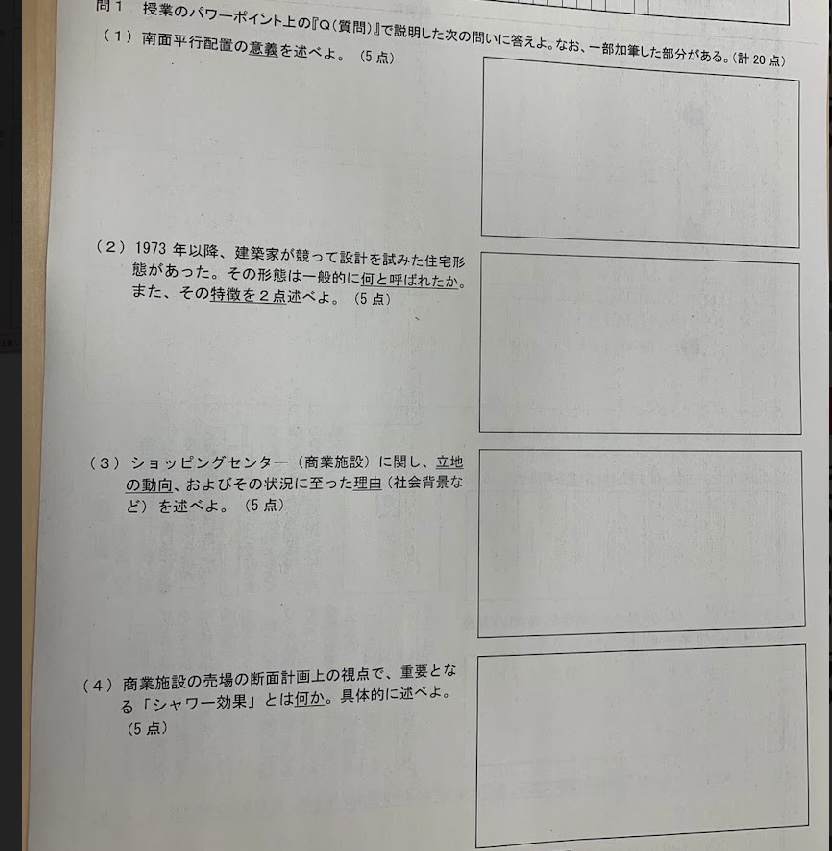 問1 授業のパワーポイント上の『Q(質問)』で説明した次の問いに答えよ。なお、一部加筆した部分がある。(計20点)
(1) 南面平行配置の意義を述べよ。(5点)
(2) 1973年以降、建築家が競って設計を試みた住宅形
態があった。その形態は一般的に何と呼ばれたか。
また、その特徴を2点述べよ。(5点)
(3) ショッピングセンター(商業施設)に関し、立地
の動向、およびその状況に至った理由(社会背景な
ど)を述べよ。(5点)
(4) 商業施設の売場の断面計画上の視点で、重要とな
る「シャワー効果」とは何か。具体的に述べよ。
(5点)